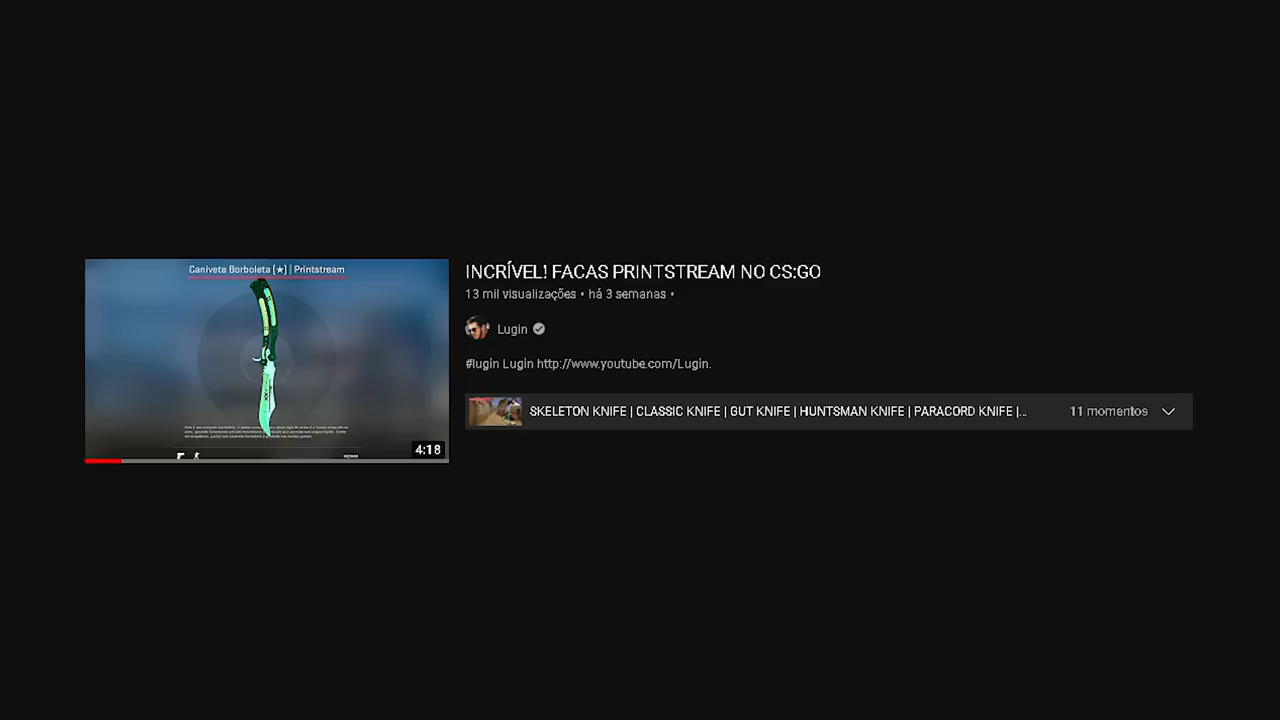 Canivete Borboleta (★) | Printstream
4:18
INCRÍVEL! FACAS PRINTSTREAM NO CS:GO
13 mil visualizações • há 3 semanas •
Lugin
#lugin Lugin http://www.youtube.com/Lugin.
SKELETON KNIFE | CLASSIC KNIFE | GUT KNIFE | HUNTSMAN KNIFE | PARACORD KNIFE |...
11 momentos